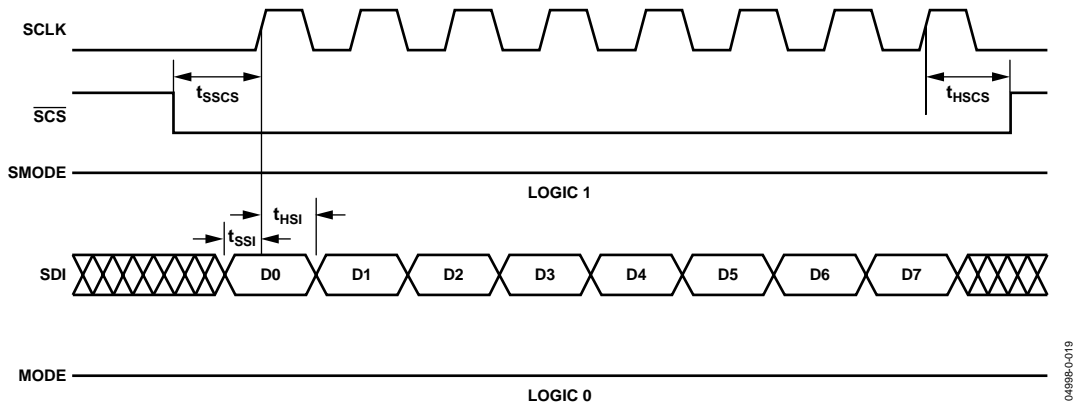 SCLK
tSSCS
tHSCS
SCS
SMODE
LOGIC 1
tHSI
tSSI
SDI
D0 D1 D2 D3 D4 D5 D6 D7
MODE
LOGIC 0
04998-0-019